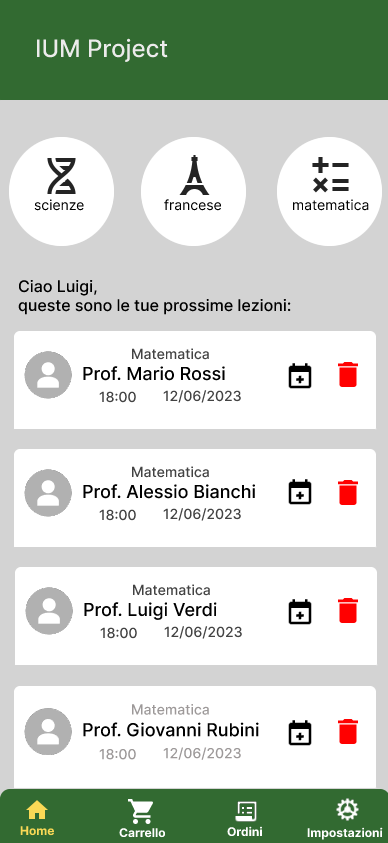 IUM Project
scienze
francese
matematica
Ciao Luigi,
queste sono le tue prossime lezioni:
Matematica
Prof. Mario Rossi
18:00 12/06/2023
Matematica
Prof. Alessio Bianchi
18:00 12/06/2023
Matematica
Prof. Luigi Verdi
18:00 12/06/2023
Matematica
Prof. Giovanni Rubini
18:00 12/06/2023
Home
Carrello
Ordini
Impostazioni